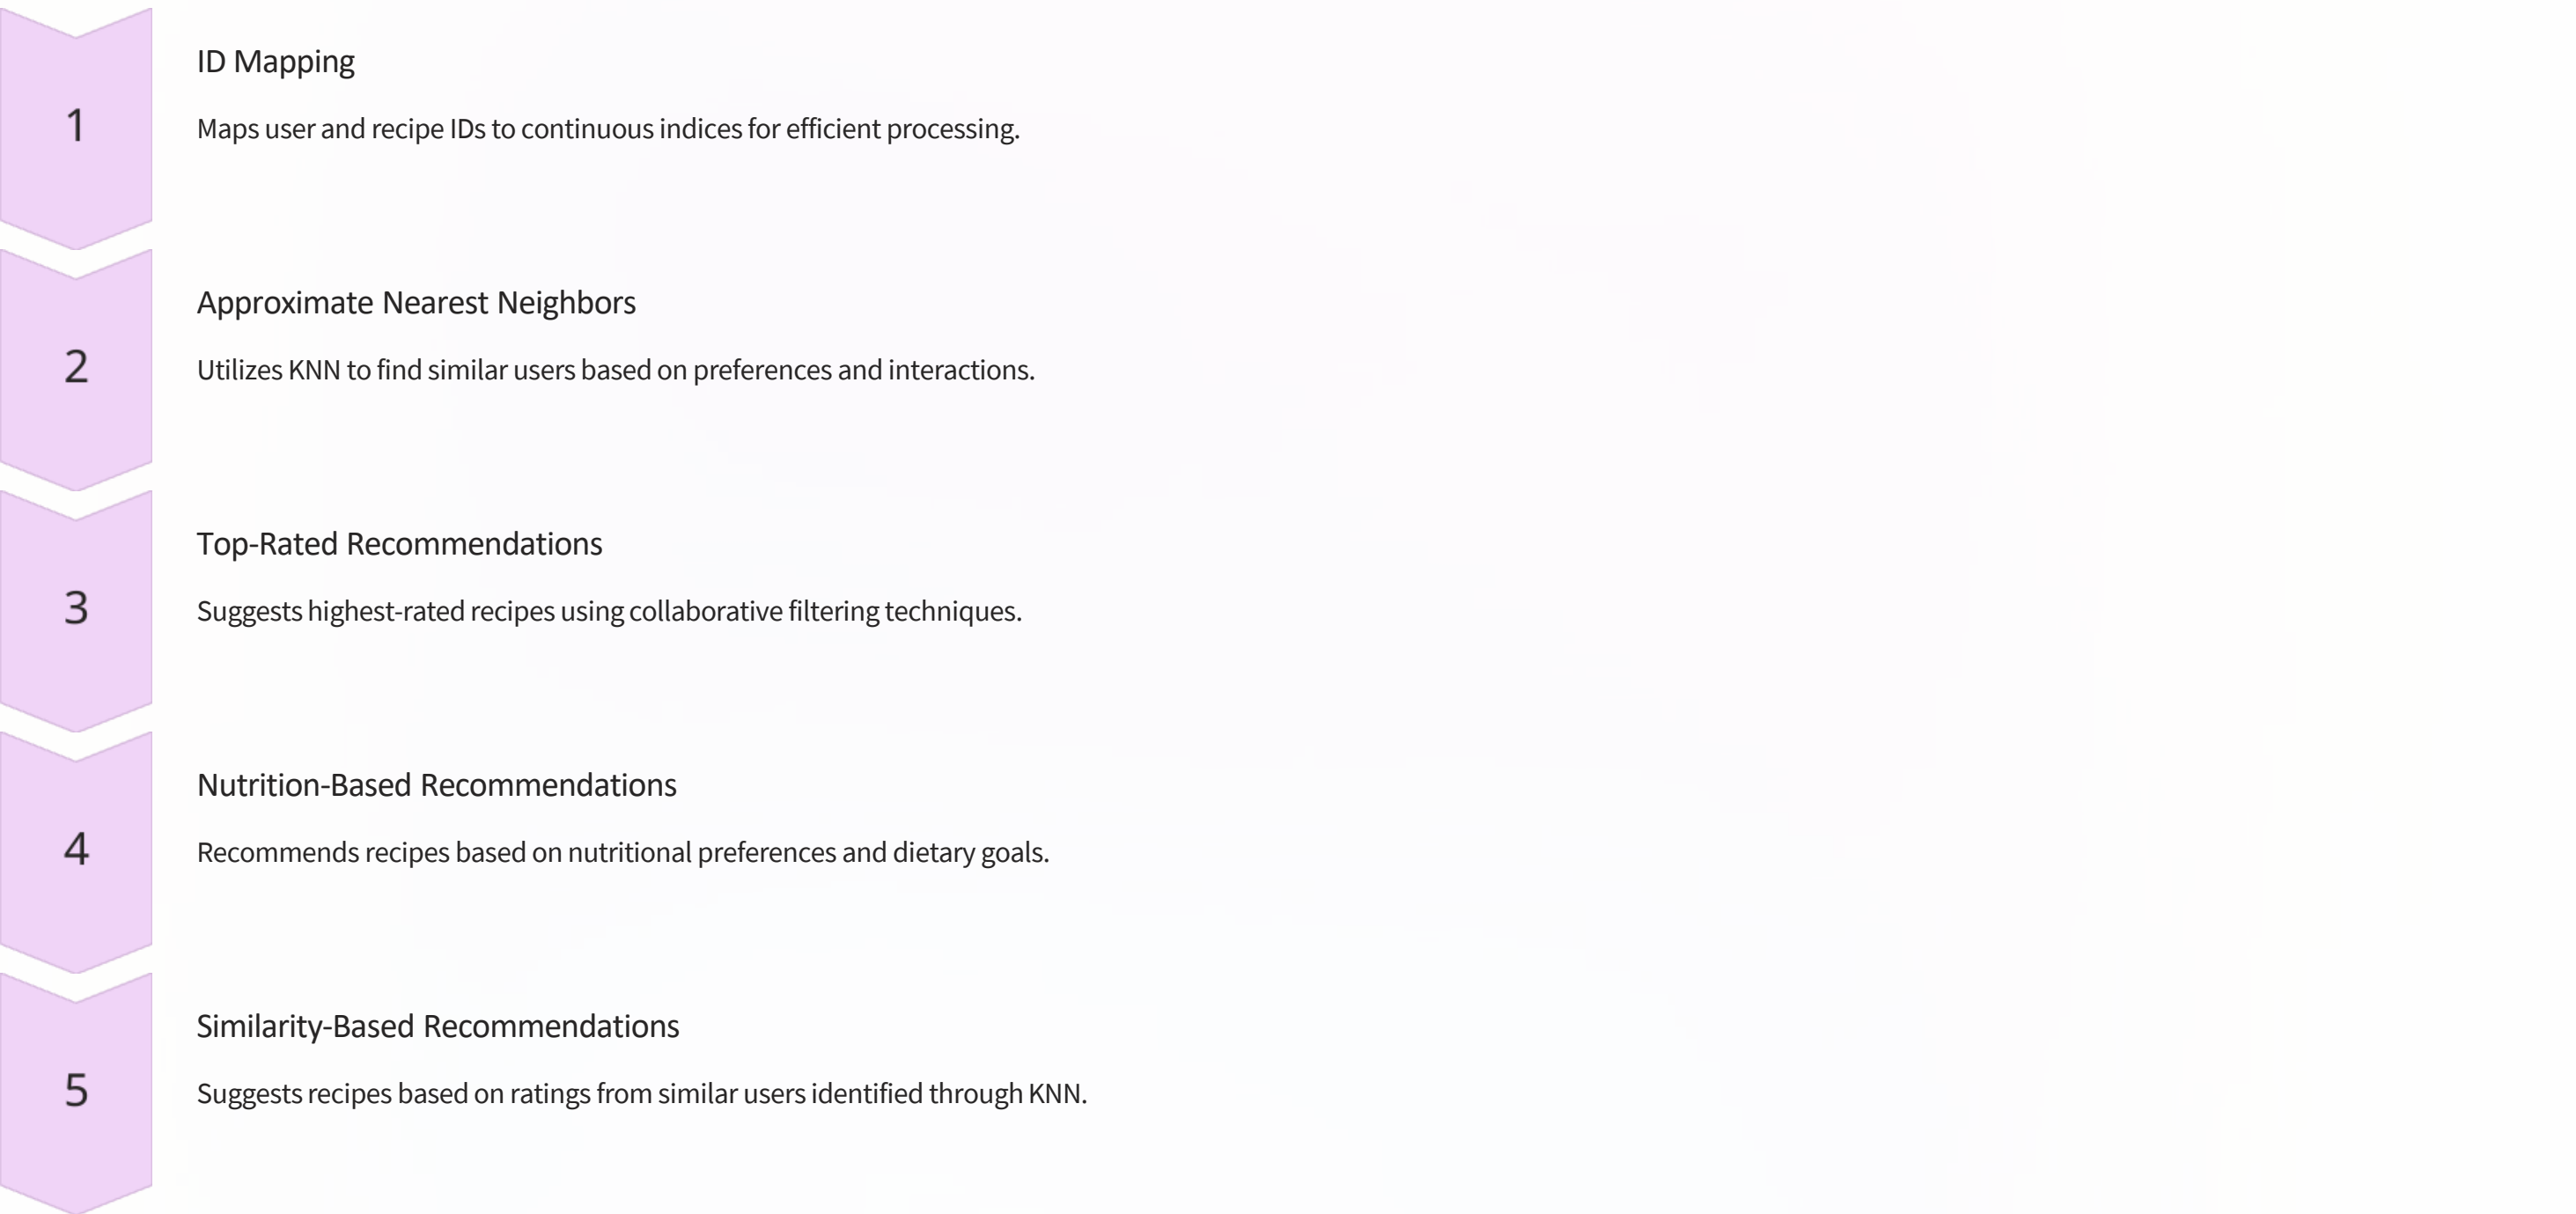 1
ID Mapping
Maps user and recipe IDs to continuous indices for efficient processing.
2
Approximate Nearest Neighbors
Utilizes KNN to find similar users based on preferences and interactions.
3
Top-Rated Recommendations
Suggests highest-rated recipes using collaborative filtering techniques.
4
Nutrition-Based Recommendations
Recommends recipes based on nutritional preferences and dietary goals.
5
Similarity-Based Recommendations
Suggests recipes based on ratings from similar users identified through KNN.